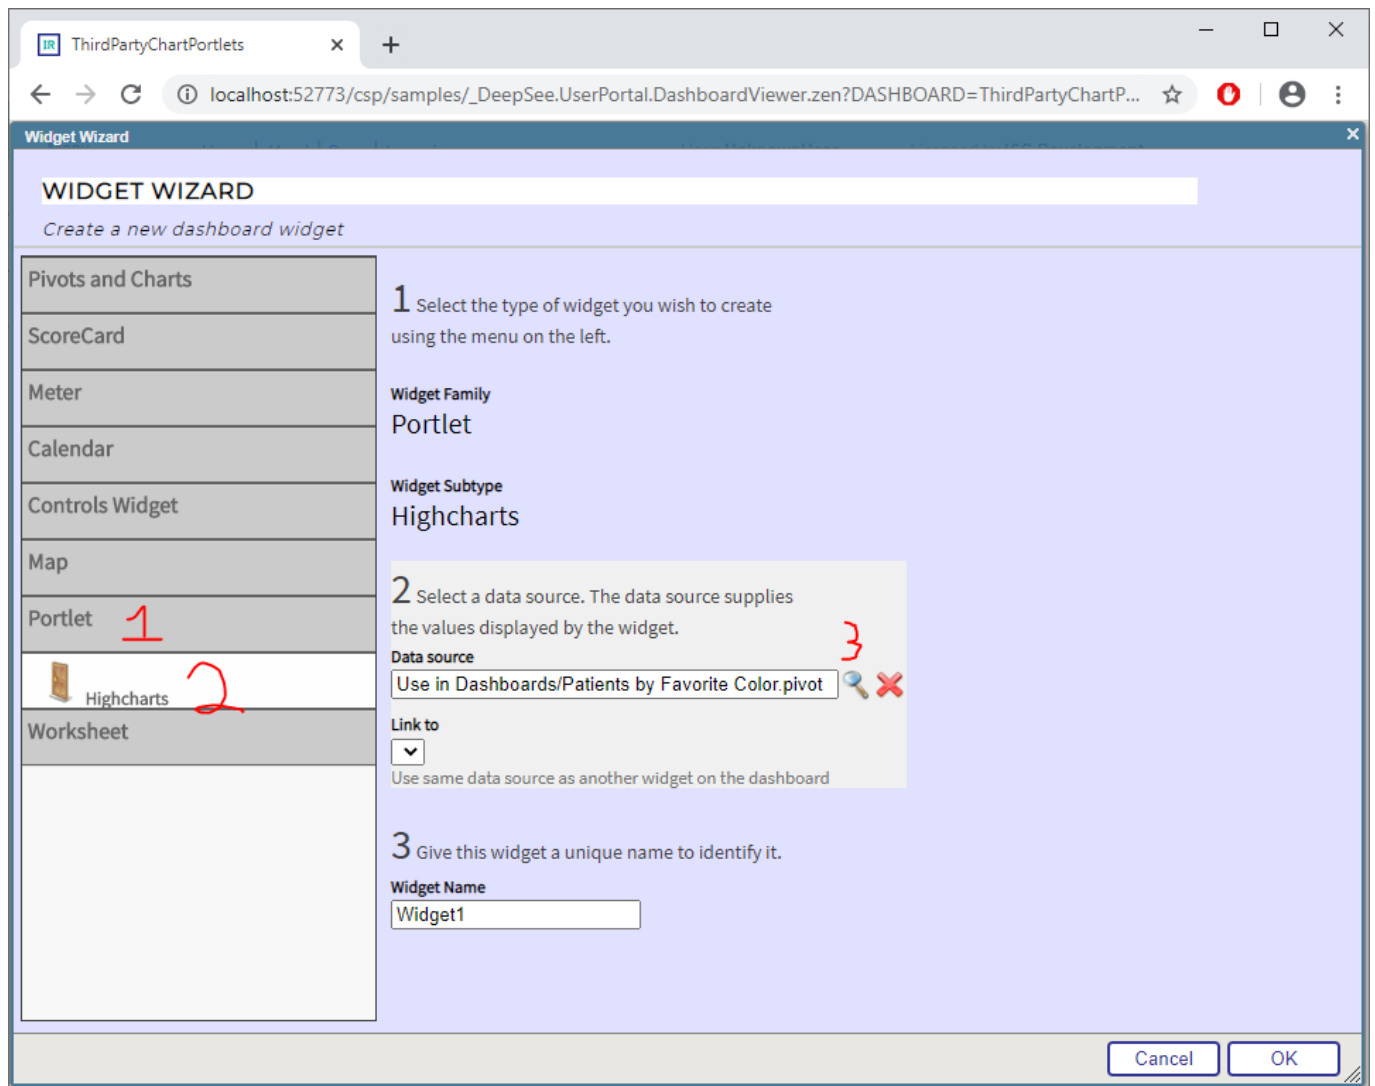 IR ThirdPartyChartPortlets
localhost:52773/csp/samples/_DeepSee.UserPortal.DashboardViewer.zen?DASHBOARD=ThirdPartyChartP...
Widget Wizard
WIDGET WIZARD
Create a new dashboard widget
Pivots and Charts
ScoreCard
Meter
Calendar
Controls Widget
Map
Portlet 1
Highcharts 2
Worksheet
1 Select the type of widget you wish to create
using the menu on the left.
Widget Family
Portlet
Widget Subtype
Highcharts
2 Select a data source. The data source supplies
the values displayed by the widget.
3
Data source
Use in Dashboards/Patients by Favorite Color.pivot
Link to
Use same data source as another widget on the dashboard
3 Give this widget a unique name to identify it.
Widget Name
Widget1
Cancel OK